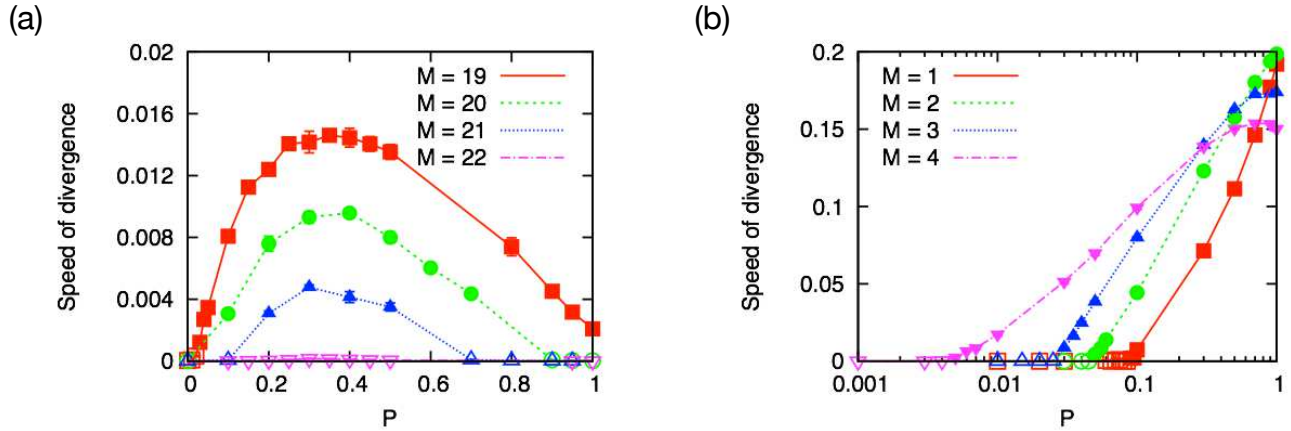 (a)
0.02
0.016
0.012
0.008
0.004
0
Speed of divergence
M = 19
M = 20
M = 21
M = 22
0.0 0.2 0.4 0.6 0.8 1
P
(b)
0.2
0.15
0.1
0.05
0
Speed of divergence
M = 1
M = 2
M = 3
M = 4
0.001 0.01 0.1 1
P